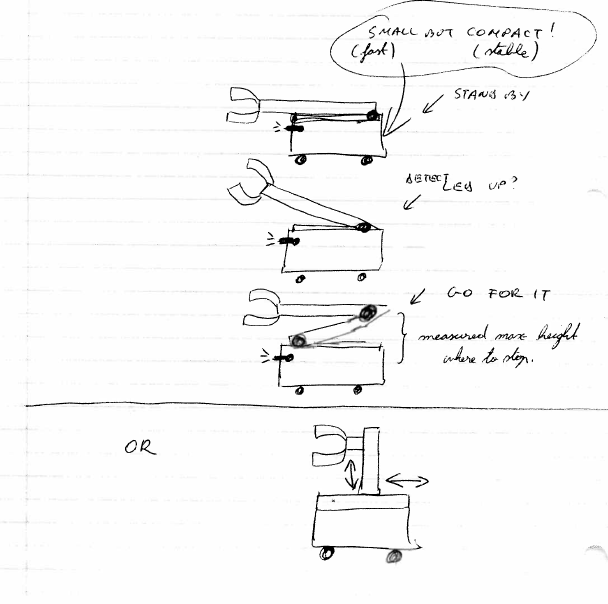 SMALL BUT COMPACT!
(fast) (stable)
STAND BY
DETECT LEG UP?
GO FOR IT
measured max height
where to stop.
OR